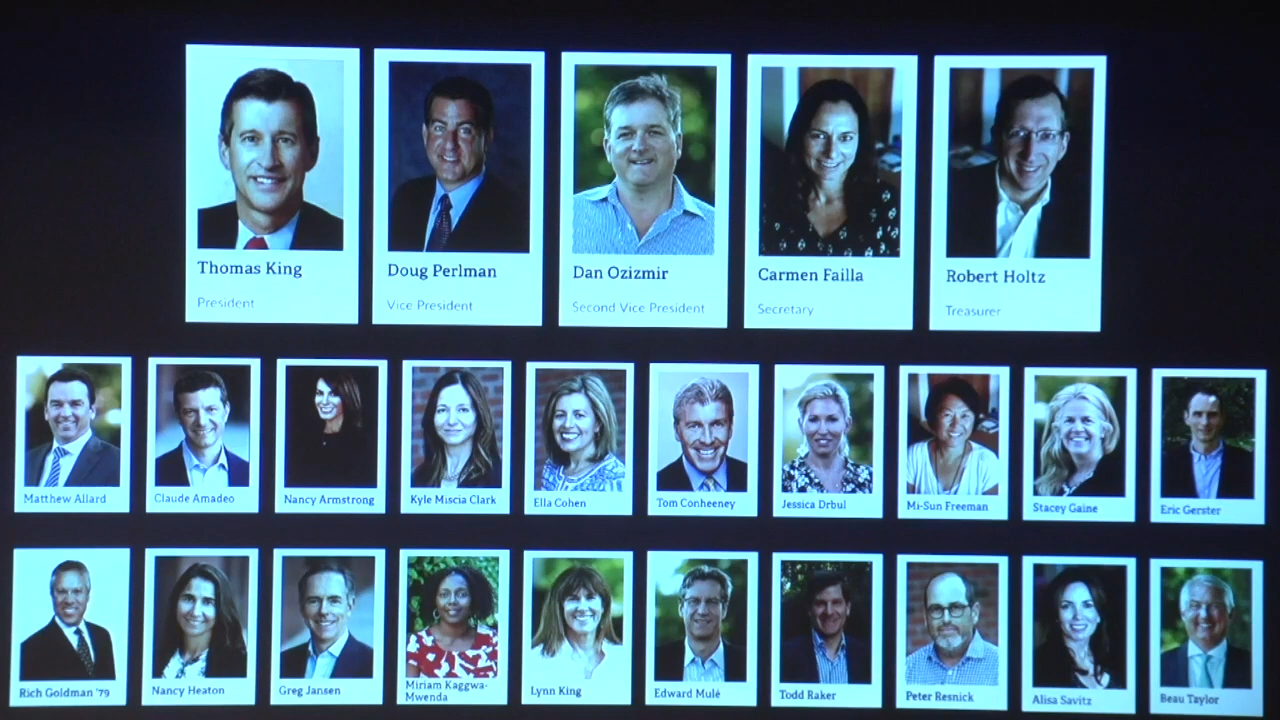 Thomas King
President
Doug Perlman
Vice President
Dan Ozizmir
Second Vice President
Carmen Failla
Secretary
Robert Holtz
Treasurer
Matthew Allard
Claude Amadeo
Nancy Armstrong
Kyle Miscia Clark
Ella Cohen
Tom Conheeney
Jessica Drbul
Mi-Sun Freeman
Stacey Gaine
Eric Gerster
Rich Goldman '79
Nancy Heaton
Greg Jansen
Miriam Kaggwa-
Mwenda
Lynn King
Edward Mulé
Todd Raker
Peter Resnick
Alisa Savitz
Beau Taylor